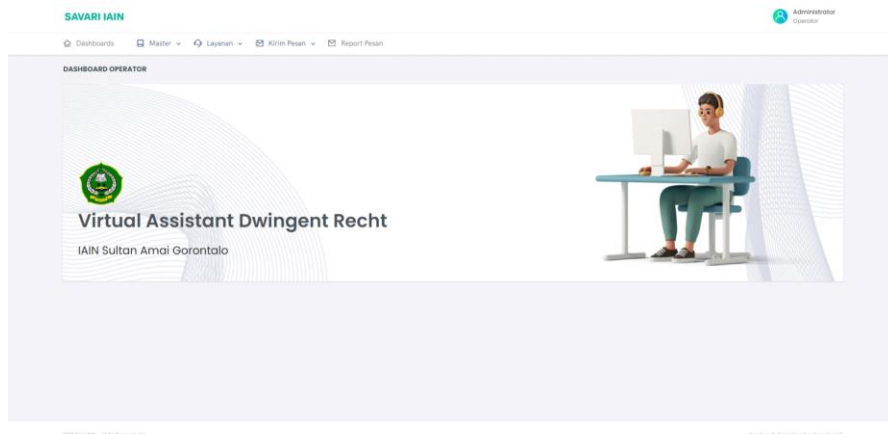 SAVARI IAIN
Administrator
Operator
Dashboards Master Layanan Kirim Pesan Report Pesan
DASHBOARD OPERATOR
Virtual Assistant Dwingent Recht
IAIN Sultan Amai Gorontalo